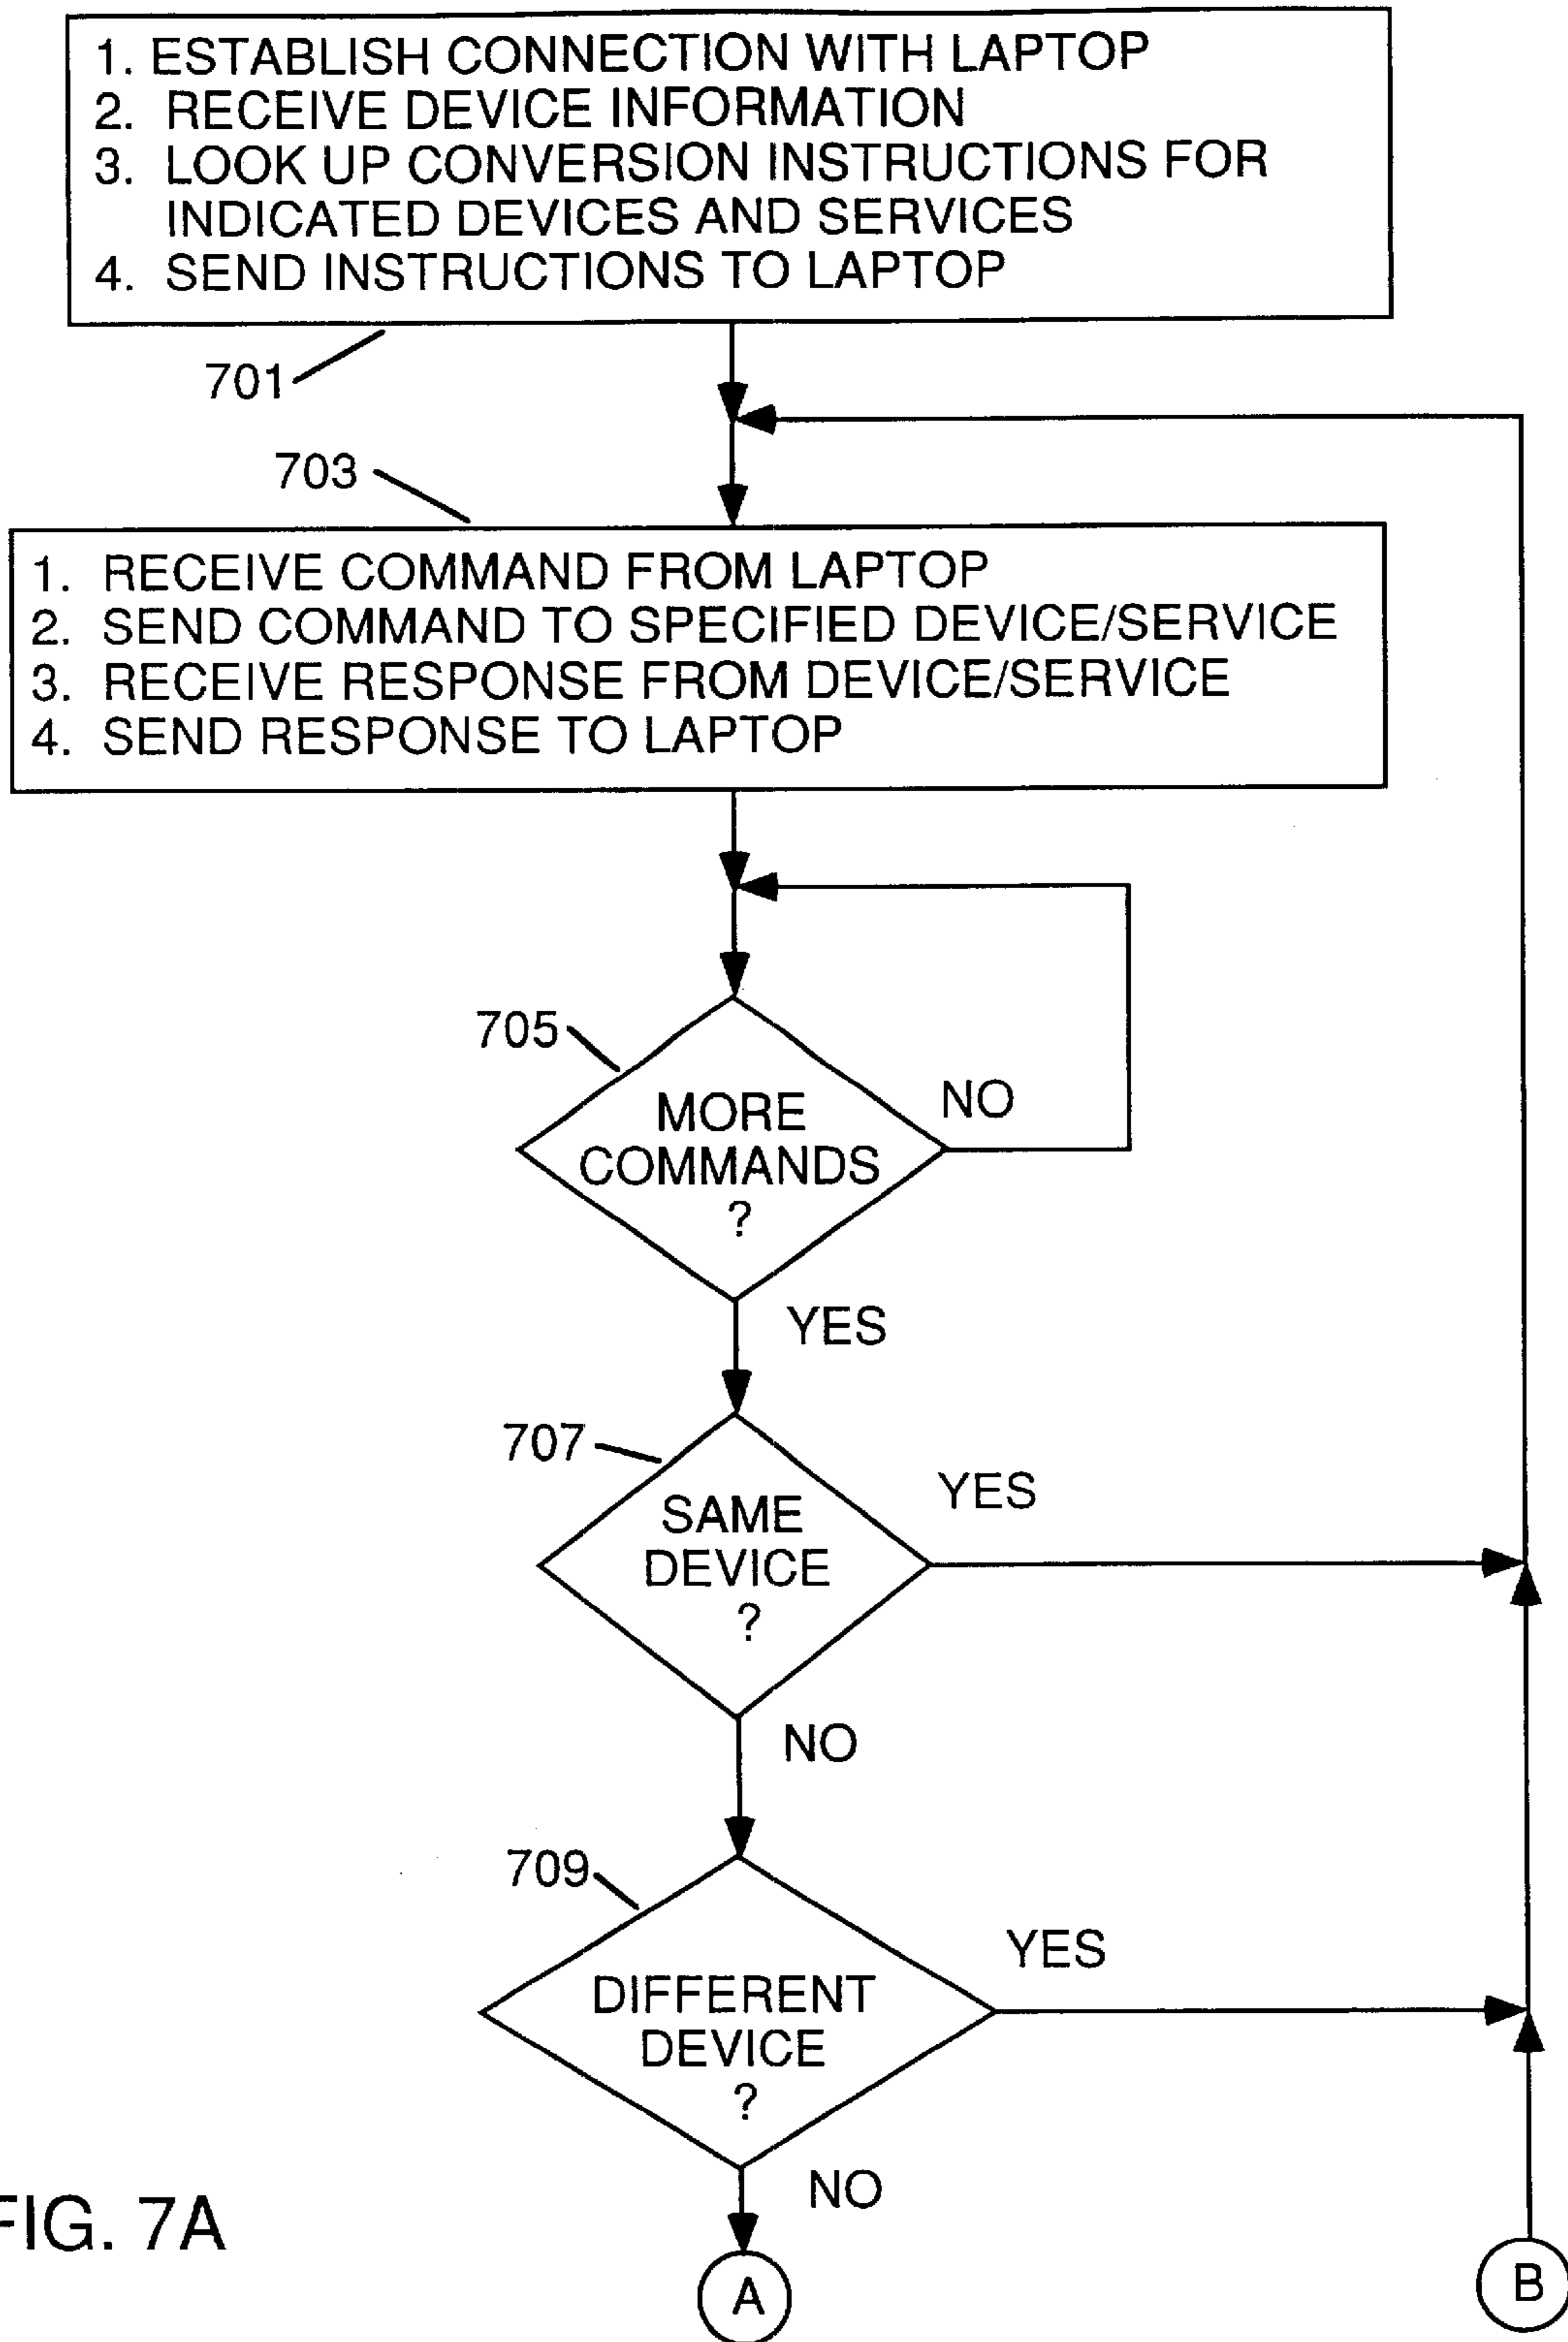 1. ESTABLISH CONNECTION WITH LAPTOP
2. RECEIVE DEVICE INFORMATION
3. LOOK UP CONVERSION INSTRUCTIONS FOR
INDICATED DEVICES AND SERVICES
4. SEND INSTRUCTIONS TO LAPTOP
701
703
1. RECEIVE COMMAND FROM LAPTOP
2. SEND COMMAND TO SPECIFIED DEVICE/SERVICE
3. RECEIVE RESPONSE FROM DEVICE/SERVICE
4. SEND RESPONSE TO LAPTOP
705
MORE
COMMANDS
?
NO
YES
707
SAME
DEVICE
?
YES
NO
709
DIFFERENT
DEVICE
?
YES
NO
FIG. 7A
A
B